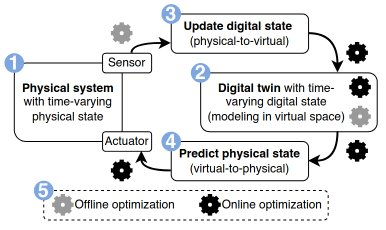 3
Update digital state
(physical-to-virtual)
1
Sensor
Physical system
with time-varying
physical state
2
Digital twin with time-
varying digital state
(modeling in virtual space)
Actuator
4
Predict physical state
(virtual-to-physical)
5
Offline optimization
Online optimization